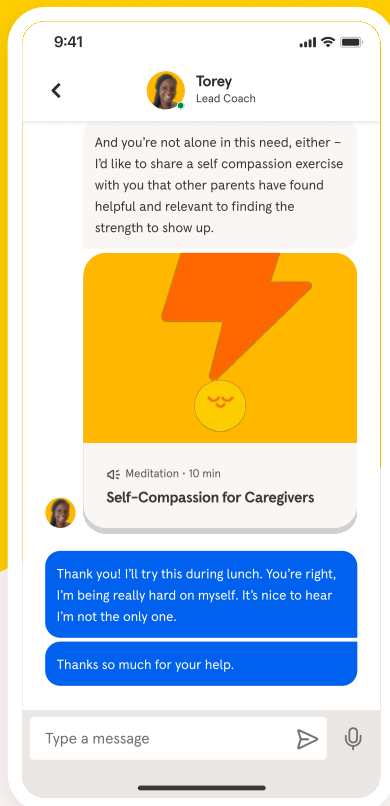 9:41
Torey
Lead Coach
And you're not alone in this need, either –
I'd like to share a self compassion exercise
with you that other parents have found
helpful and relevant to finding the
strength to show up.
Meditation • 10 min
Self-Compassion for Caregivers
Thank you! I'll try this during lunch. You're right,
I'm being really hard on myself. It's nice to hear
I'm not the only one.
Thanks so much for your help.
Type a message